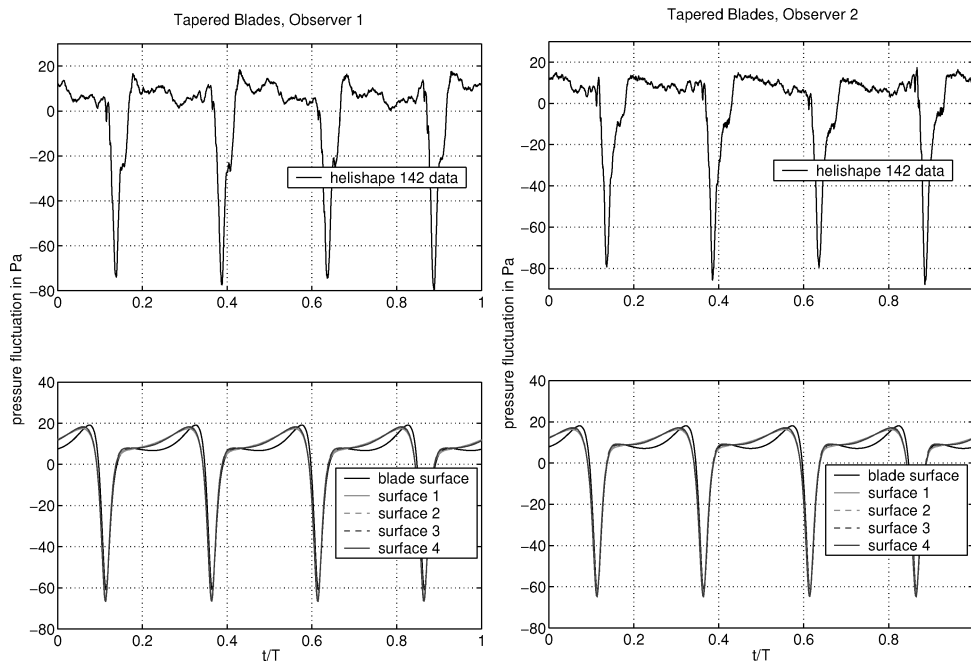 Tapered Blades, Observer 1
20
0
−20
−40
−60
−80
0
0.2
0.4
0.6
0.8
1
helishape 142 data
pressure fluctuation in Pa
40
20
0
−20
−40
−60
−80
0
0.2
0.4
0.6
0.8
1
t/T
blade surface
surface 1
surface 2
surface 3
surface 4
Tapered Blades, Observer 2
20
0
−20
−40
−60
−80
0
0.2
0.4
0.6
0.8
helishape 142 data
pressure fluctuation in Pa
40
20
0
−20
−40
−60
−80
0
0.2
0.4
0.6
0.8
t/T
blade surface
surface 1
surface 2
surface 3
surface 4